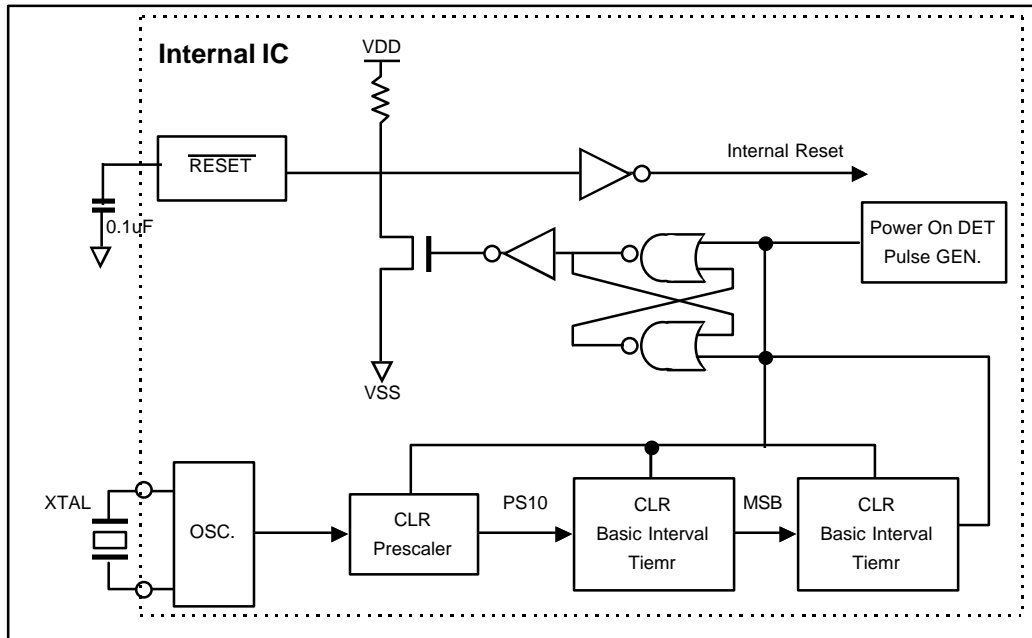 Internal IC
VDD
RESET
Internal Reset
0.1uF
Power On DET
Pulse GEN.
VSS
XTAL
OSC.
CLR
Prescaler
PS10
CLR
Basic Interval
Tiemr
MSB
CLR
Basic Interval
Tiemr